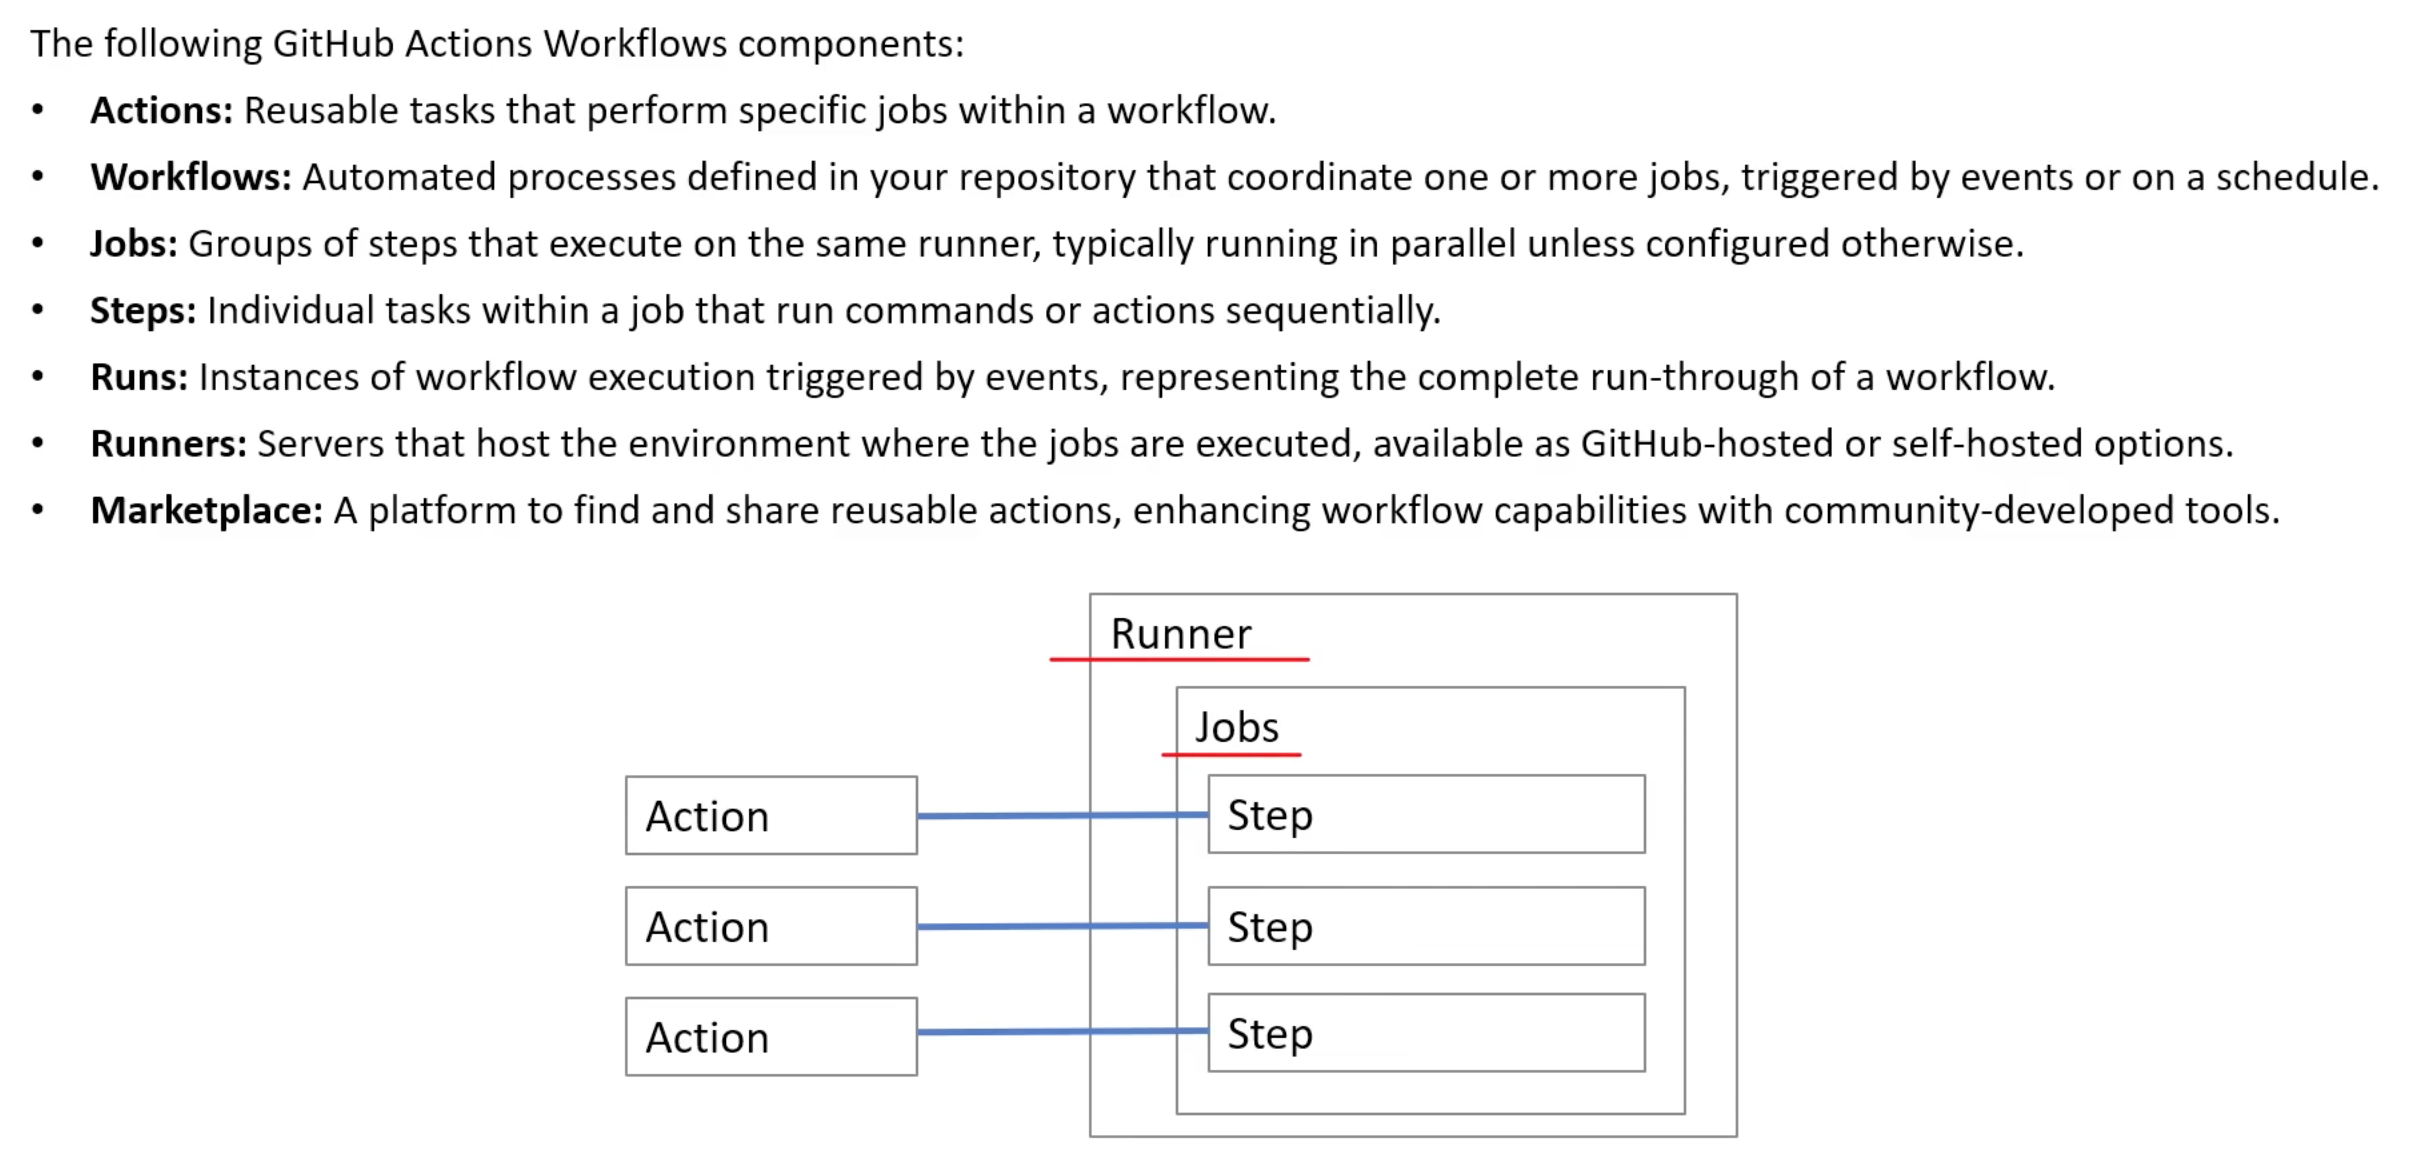 The following GitHub Actions Workflows components:
• Actions: Reusable tasks that perform specific jobs within a workflow.
• Workflows: Automated processes defined in your repository that coordinate one or more jobs, triggered by events or on a schedule.
• Jobs: Groups of steps that execute on the same runner, typically running in parallel unless configured otherwise.
• Steps: Individual tasks within a job that run commands or actions sequentially.
• Runs: Instances of workflow execution triggered by events, representing the complete run-through of a workflow.
• Runners: Servers that host the environment where the jobs are executed, available as GitHub-hosted or self-hosted options.
• Marketplace: A platform to find and share reusable actions, enhancing workflow capabilities with community-developed tools.
Runner
Jobs
Action
Step
Action
Step
Action
Step